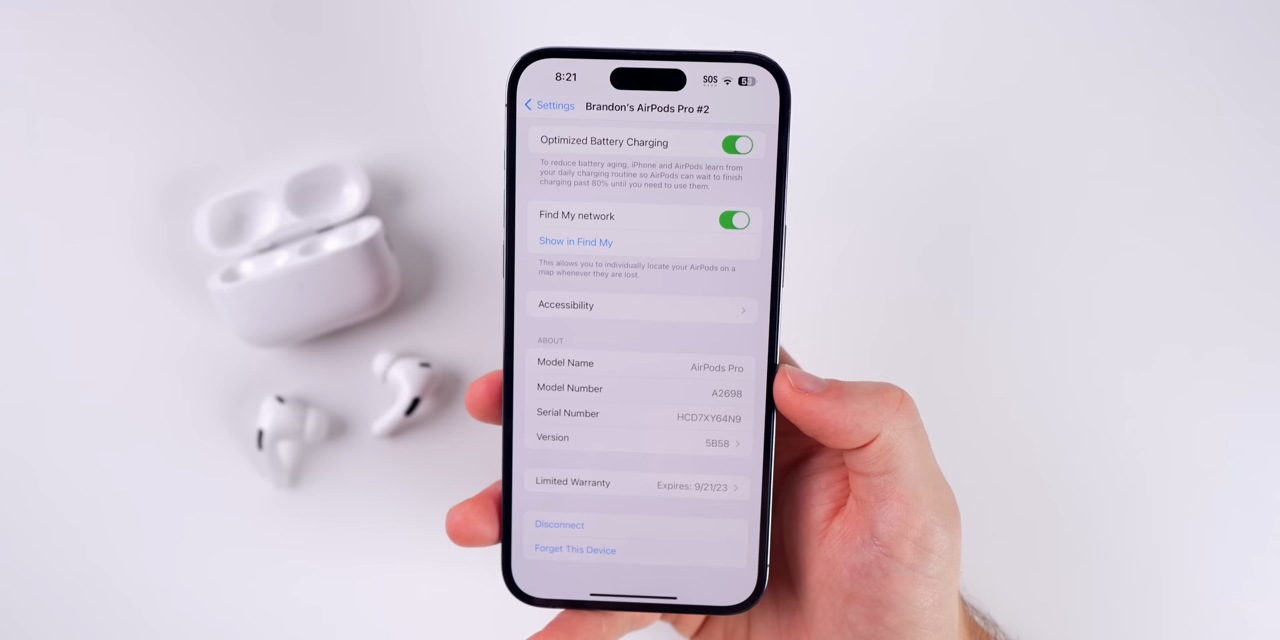 8:21 SOS
Settings Brandon's AirPods Pro #2
Optimized Battery Charging
To reduce battery aging, iPhone and AirPods learn from
your daily charging routine so AirPods can wait to finish
charging past 80% until you need to use them.
Find My network
Show in Find My
This allows you to individually locate your AirPods on a
map whenever they are lost.
Accessibility
ABOUT
Model Name AirPods Pro
Model Number A2698
Serial Number HCD7XY64N9
Version 5B58
Limited Warranty Expires: 9/21/23
Disconnect
Forget This Device